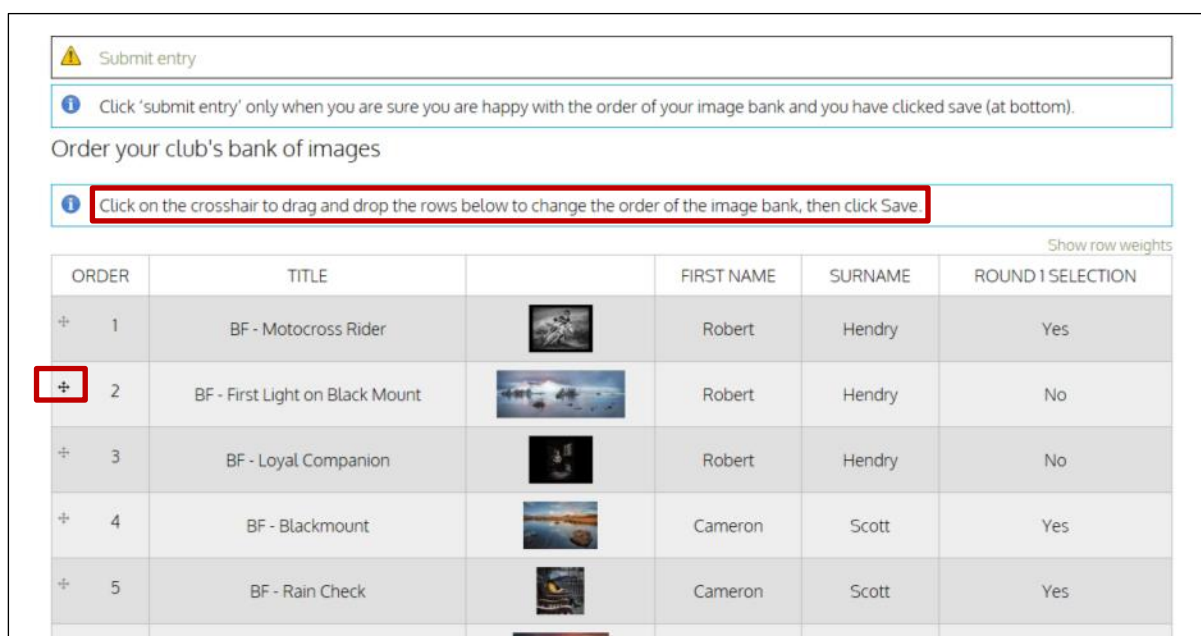 Submit entry
Click ‘submit entry’ only when you are sure you are happy with the order of your image bank and you have clicked save (at bottom).
Order your club's bank of images
Click on the crosshair to drag and drop the rows below to change the order of the image bank, then click Save.
Show row weights
ORDER TITLE FIRST NAME SURNAME ROUND 1 SELECTION
1 BF - Motocross Rider Robert Hendry Yes
2 BF - First Light on Black Mount Robert Hendry No
3 BF - Loyal Companion Robert Hendry No
4 BF - Blackmount Cameron Scott Yes
5 BF - Rain Check Cameron Scott Yes